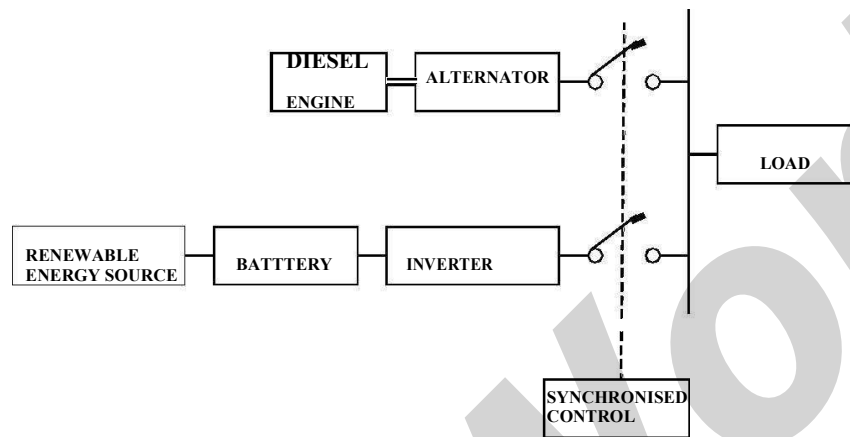 DIESEL
ENGINE
ALTERNATOR
LOAD
RENEWABLE
ENERGY SOURCE
BATTTERY
INVERTER
SYNCHRONISED
CONTROL